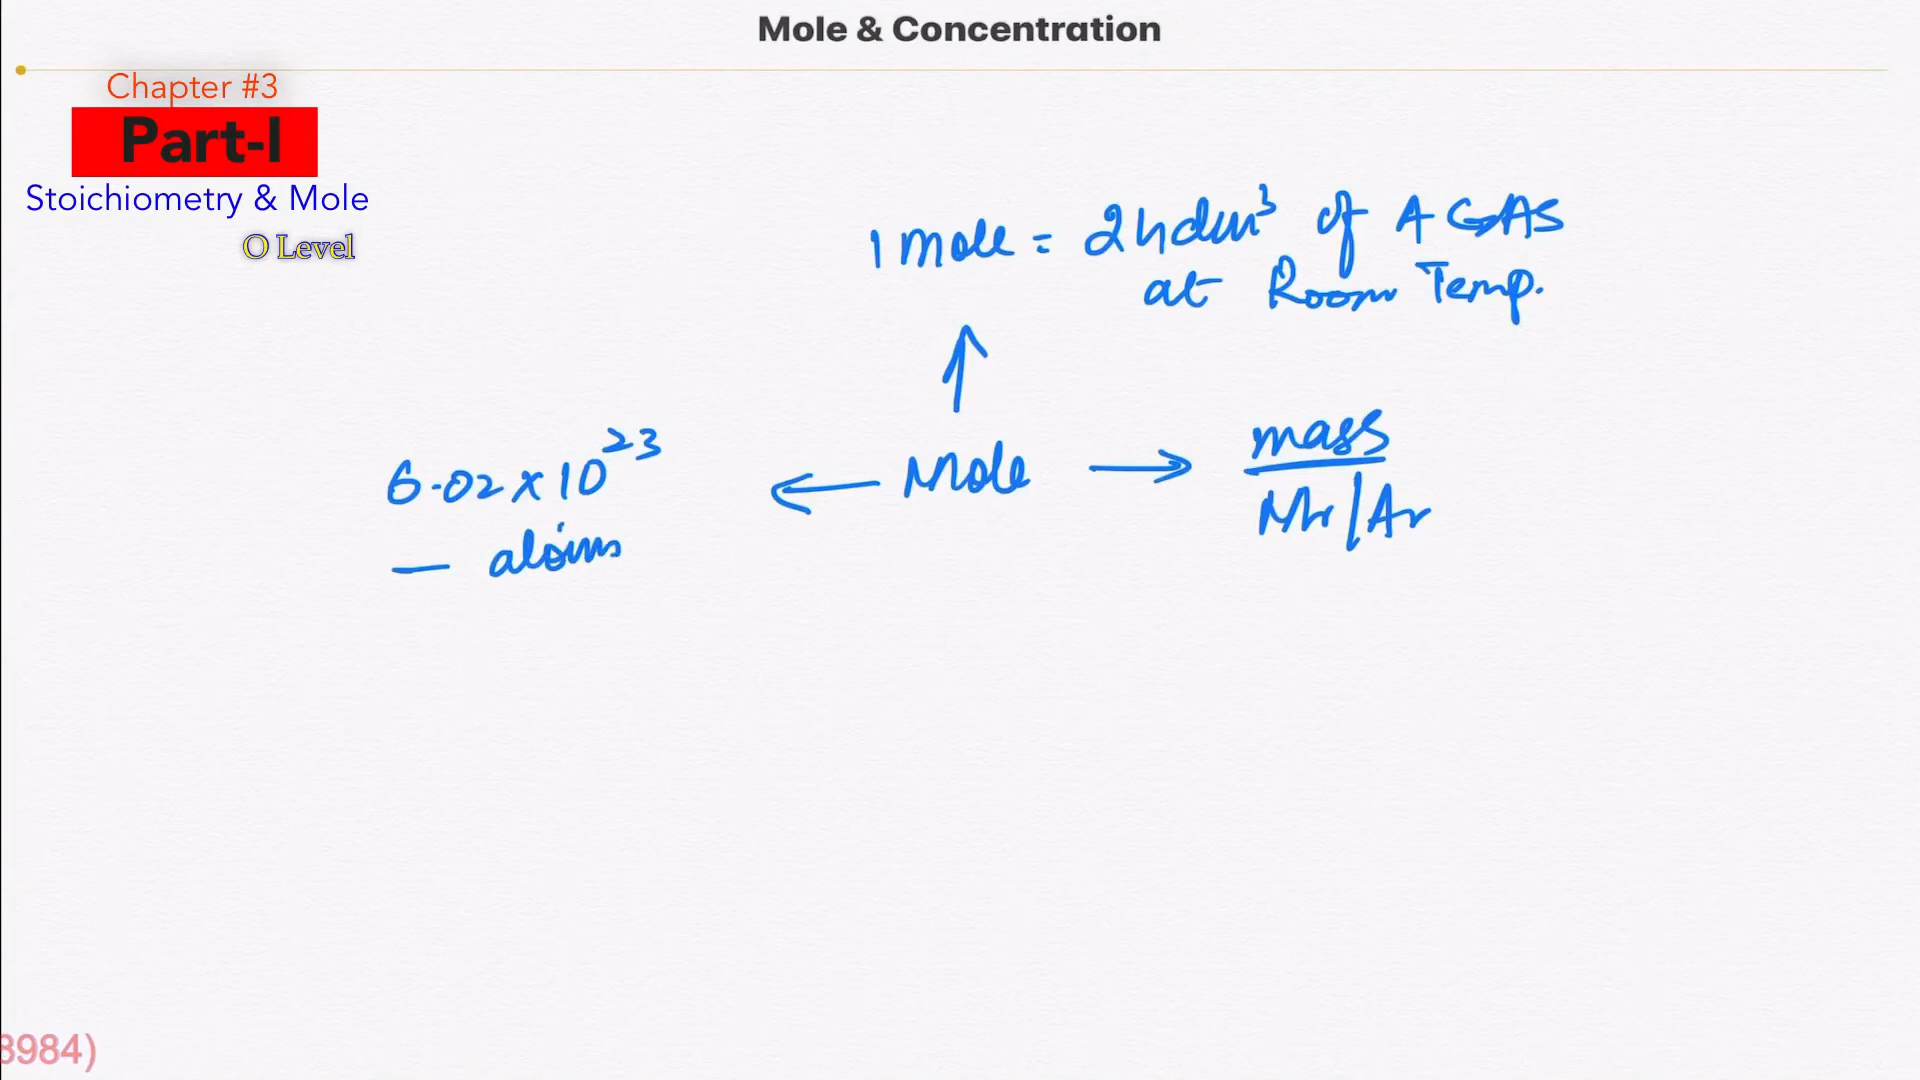 Mole & Concentration
Chapter #3
Part-I
Stoichiometry & Mole
O Level
1 mole = 24dm³ of A GAS
at Room Temp.
6.02 x 10²³
— atoms
Mole
mass
Mr/Ar
8984)